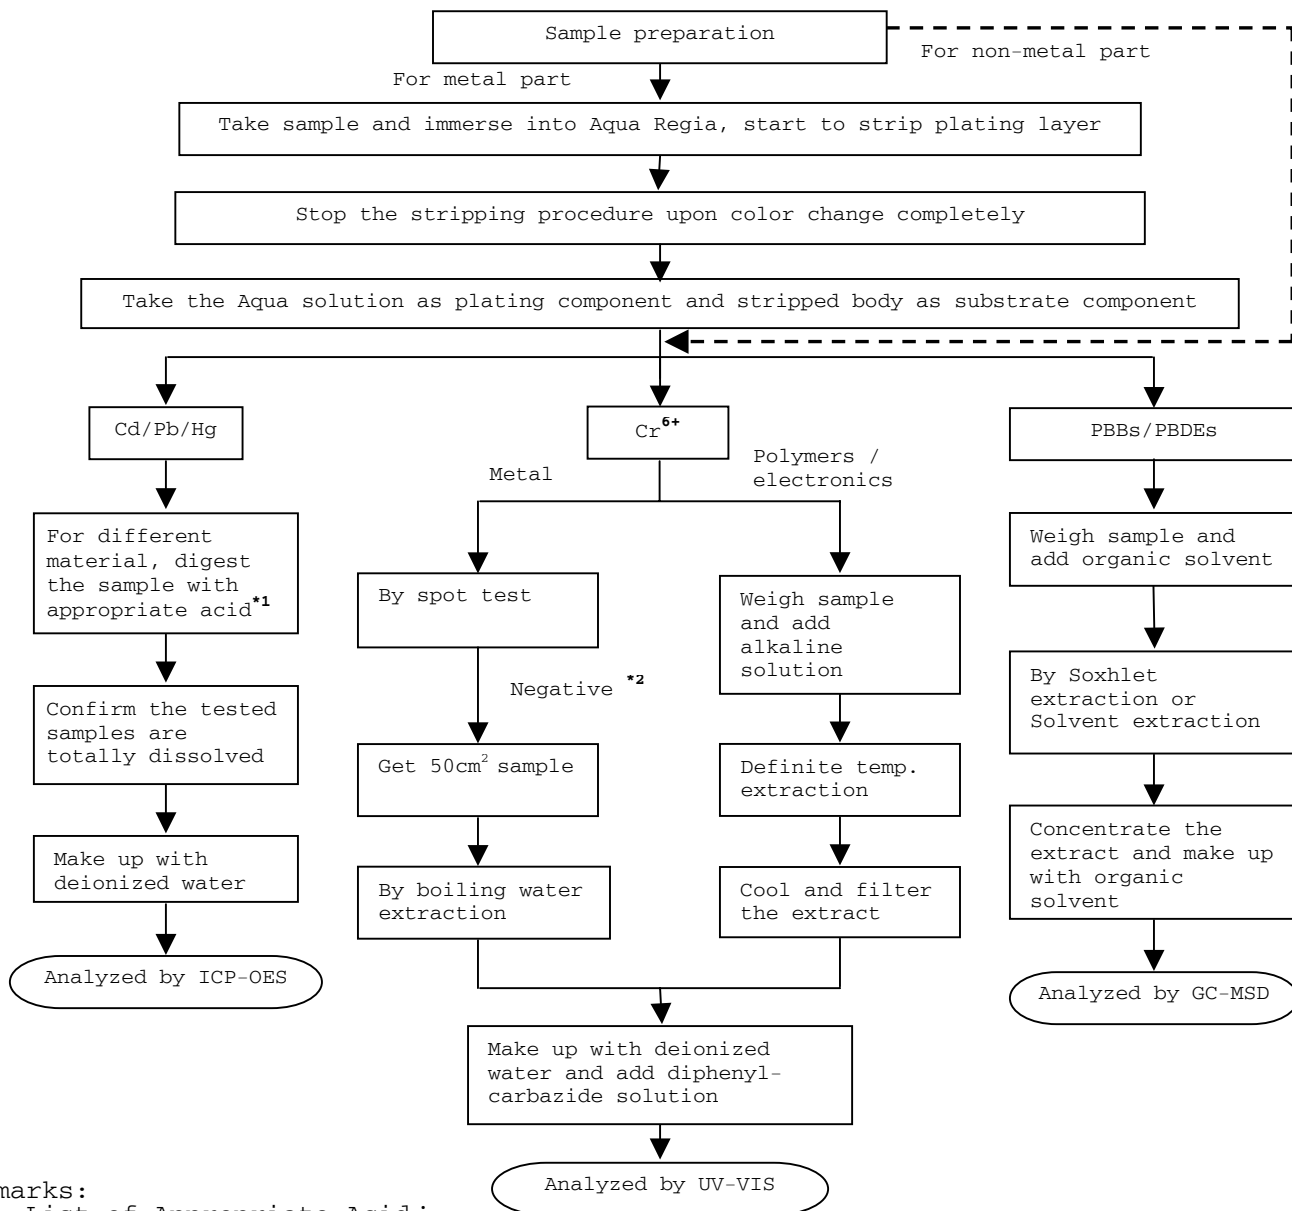 Sample preparation
For non-metal part
For metal part
Take sample and immerse into Aqua Regia, start to strip plating layer
Stop the stripping procedure upon color change completely
Take the Aqua solution as plating component and stripped body as substrate component
Cd/Pb/Hg
Cr6+
PBBs/PBDEs
Metal
Polymers /
electronics
For different
material, digest
the sample with
appropriate acid*1
By spot test
Weigh sample
and add
alkaline
solution
Weigh sample and
add organic solvent
Negative *2
Confirm the tested
samples are
totally dissolved
Get 50cm2 sample
Definite temp.
extraction
By Soxhlet
extraction or
Solvent extraction
Make up with
deionized water
By boiling water
extraction
Cool and filter
the extract
Concentrate the
extract and make up
with organic
solvent
Analyzed by ICP-OES
Analyzed by GC-MSD
Make up with deionized
water and add diphenyl-
carbazide solution
Analyzed by UV-VIS
marks:
List of Appropriate Acid: